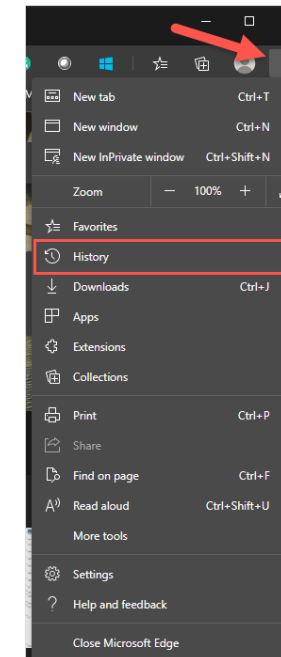 New tab Ctrl+T
New window Ctrl+N
New InPrivate window Ctrl+Shift+N
Zoom — 100% +
Favorites
History
Downloads Ctrl+J
Apps
Extensions
Collections
Print Ctrl+P
Share
Find on page Ctrl+F
Read aloud Ctrl+Shift+U
More tools
Settings
Help and feedback
Close Microsoft Edge